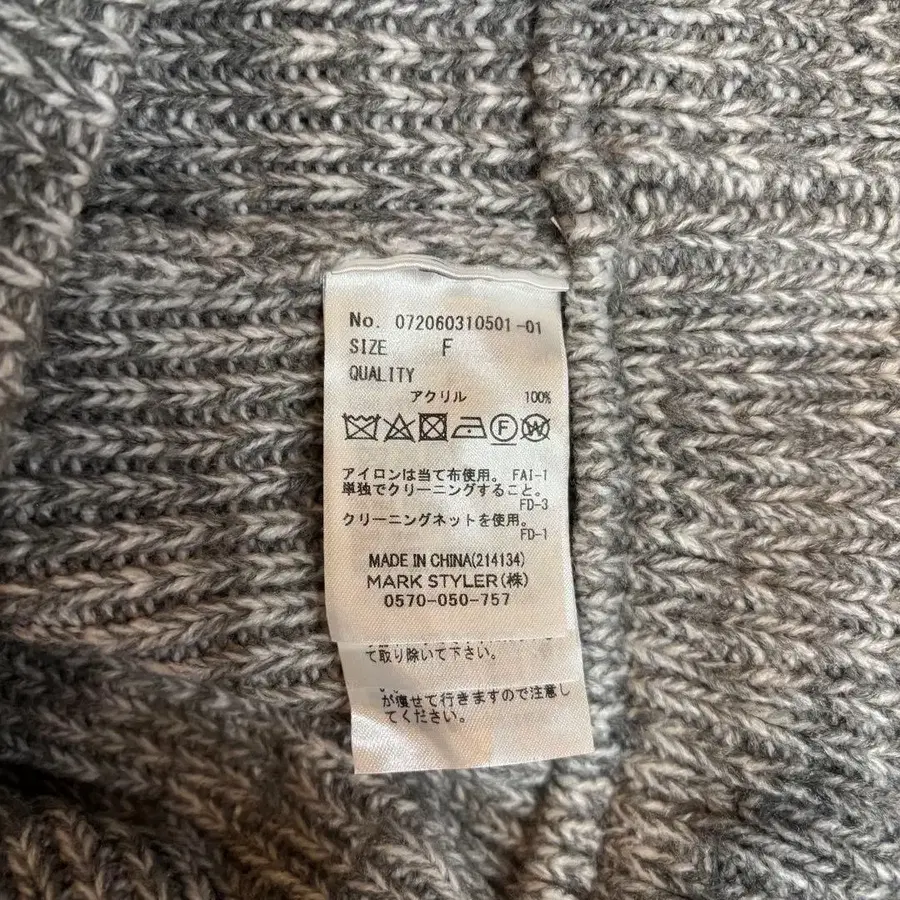 No. 072060310501-01
SIZE F
QUALITY
アクリル 100%
F W
アイロンは当て布使用。 FAI-1
単独でクリーニングすること。
FD-3
クリーニングネットを使用。
FD-1
MADE IN CHINA(214134)
MARK STYLER(株)
0570-050-757
て取り除いて下さい。
せて行きますので注意し
てください。